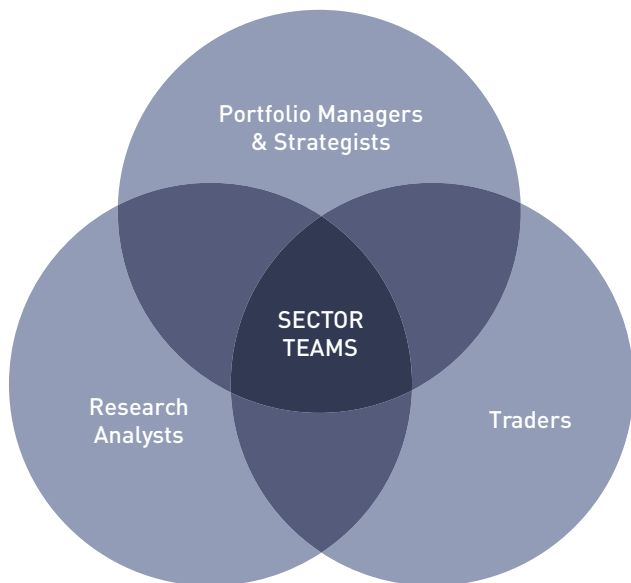 Portfolio Managers
& Strategists
SECTOR
TEAMS
Research
Analysts
Traders